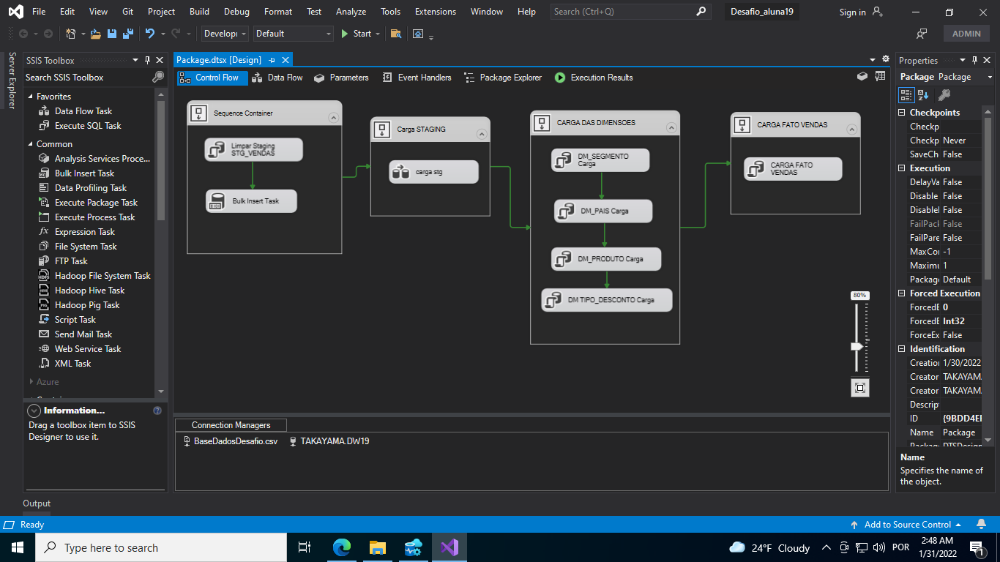 File Edit View Git Project Build Debug Format Test Analyze Tools Extensions Window Help Search (Ctrl+Q) Desafio_aluna19 Sign in
Default Start ADMIN
Server Explorer
SSIS Toolbox
Search SSIS Toolbox
Favorites
Data Flow Task
Execute SQL Task
Common
Analysis Services Proce...
Bulk Insert Task
Data Profiling Task
Execute Package Task
Execute Process Task
Expression Task
File System Task
FTP Task
Hadoop File System Task
Hadoop Hive Task
Hadoop Pig Task
Script Task
Send Mail Task
Web Service Task
XML Task
Azure
Information...
Drag a toolbox item to SSIS
Designer to use it.
Package.dtsx [Design]
Control Flow Data Flow Parameters Event Handlers Package Explorer Execution Results
Sequence Container
Limpar Staging
STG_VENDAS
Bulk Insert Task
Carga STAGING
carga stg
CARGA DAS DIMENSOES
DM_SEGMENTO
Carga
DM_PAIS Carga
DM_PRODUTO Carga
DM TIPO_DESCONTO Carga
CARGA FATO VENDAS
CARGA FATO
VENDAS
80%
Connection Managers
BaseDadosDesafio.csv TAKAYAMA.DW19
Properties
Package Package
Checkpoints
Checkp
Checkp Never
SaveChe False
Execution
DelayVa False
Disable False
DisableE False
FailPack False
FailPare False
MaxCon -1
Maximu 1
Package Default
Forced Execution
ForcedE 0
ForcedE Int32
ForceEx False
Identification
Creation 1/30/2022
Creator TAKAYAMA
Creator TAKAYAMA
Descrip
ID {9BDD4E
Name Package
Name
Specifies the name of
the object.
Output
Ready Add to Source Control
Type here to search 24°F Cloudy POR 2:48 AM
1/31/2022
1